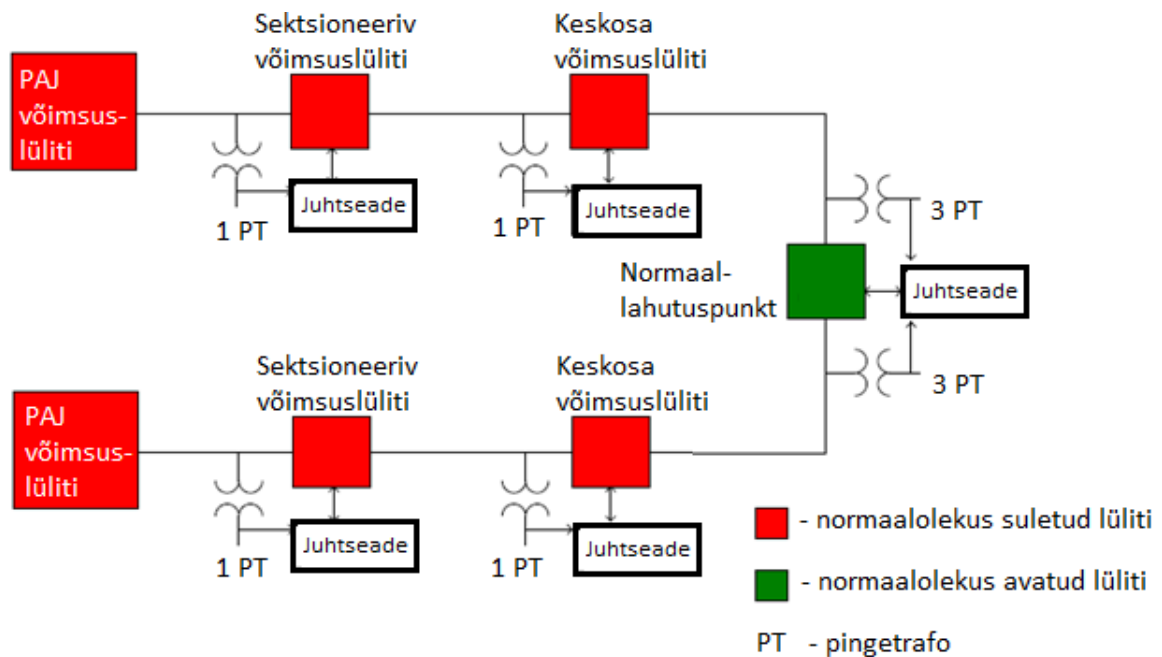 Sektsioneeriv
võimsuslüliti
Keskosa
võimsuslüliti
PAJ
võimsus-
lüliti
Juhtseade
1 PT
Juhtseade
1 PT
3 PT
Normaal-
lahutuspunkt
Juhtseade
3 PT
Sektsioneeriv
võimsuslüliti
Keskosa
võimsuslüliti
PAJ
võimsus-
lüliti
Juhtseade
1 PT
Juhtseade
1 PT
- normaalolekus suletud lüliti
- normaalolekus avatud lüliti
PT - pingetrafo